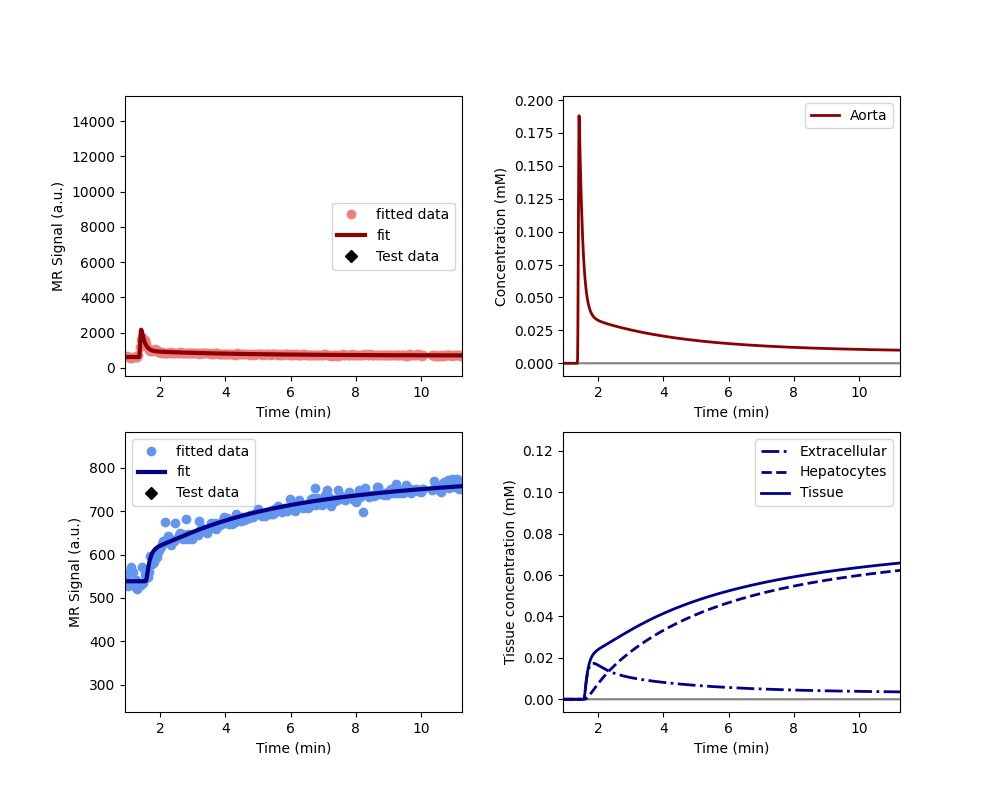 14000
12000
10000
8000
6000
4000
2000
0
MR Signal (a.u.)
fitted data
fit
Test data
2 4 6 8 10
Time (min)
0.200
0.175
0.150
0.125
0.100
0.075
0.050
0.025
0.000
Concentration (mM)
Aorta
2 4 6 8 10
Time (min)
800
700
600
500
400
300
MR Signal (a.u.)
fitted data
fit
Test data
2 4 6 8 10
Time (min)
0.12
0.10
0.08
0.06
0.04
0.02
0.00
Tissue concentration (mM)
Extracellular
Hepatocytes
Tissue
2 4 6 8 10
Time (min)